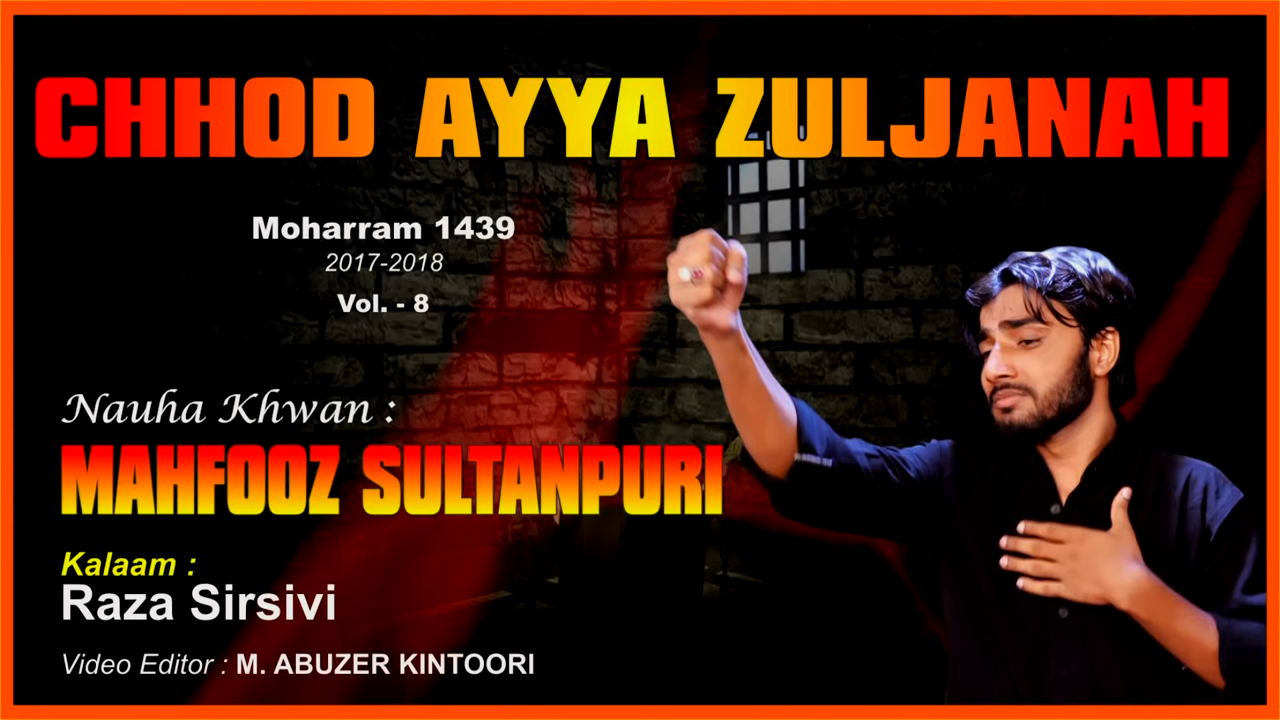 CHHOD AYYA ZULJANAH
Moharram 1439
2017-2018
Vol. - 8
Nauha Khwan :
MAHFOOZ SULTANPURI
Kalaam :
Raza Sirsivi
Video Editor : M. ABUZER KINTOORI